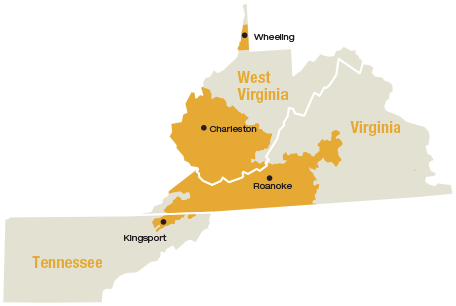 Wheeling
West
Virginia
Charleston
Virginia
Roanoke
Kingsport
Tennessee